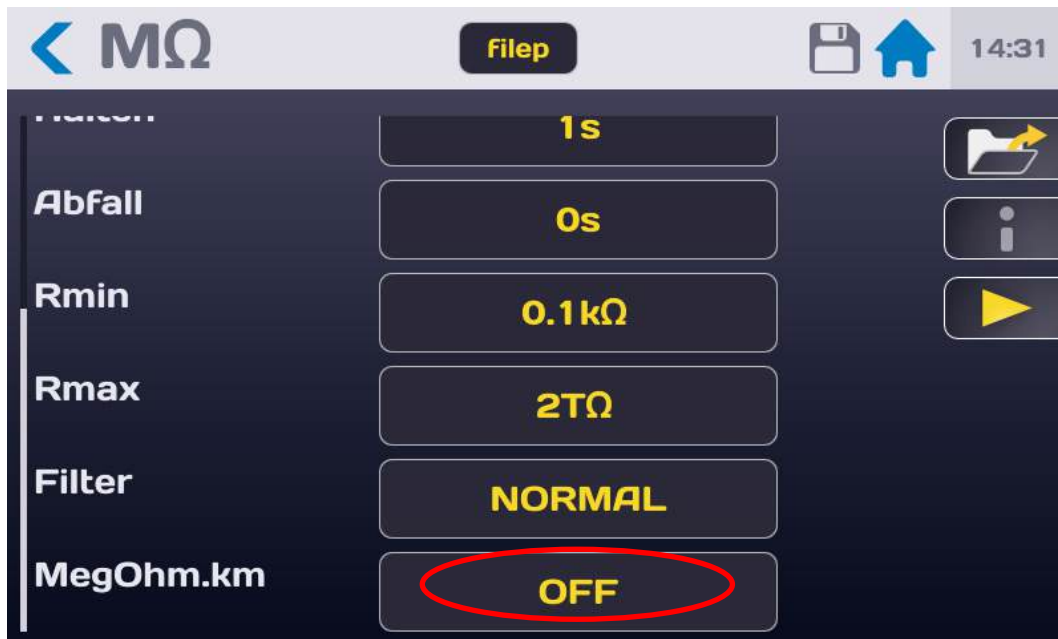 MΩ
Filep
14:31
1s
Abfall
0s
Rmin
0.1kΩ
Rmax
2TΩ
Filter
NORMAL
MegOhm.km
OFF